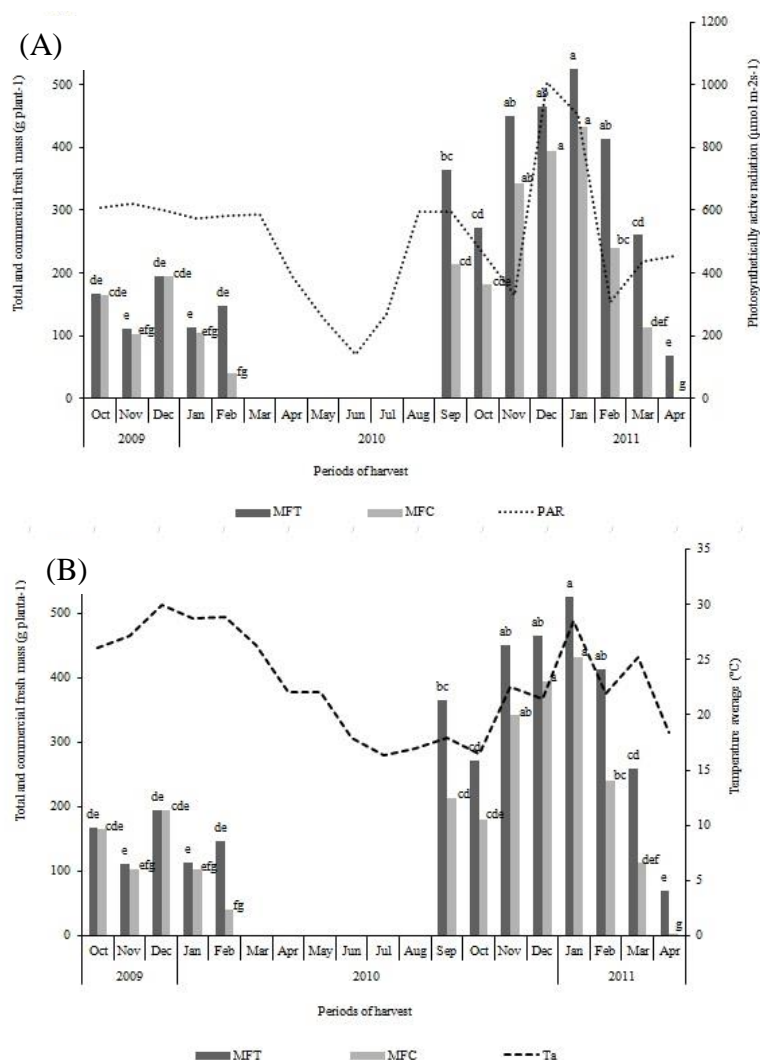 (A)
Total and commercial fresh mass (g plant-1)
Photosynthetically active radiation (µmol m-2s-1)
500
400
300
200
100
0
1200
1000
800
600
400
200
0
de cde e efg de cde e efg de fg bc cd cd cde ab ab ab a a a ab bc cd def e g
Oct Nov Dec Jan Feb Mar Apr May Jun Jul Aug Sep Oct Nov Dec Jan Feb Mar Apr
2009 2010 2011
Periods of harvest
MFT MFC PAR
(B)
Total and commercial fresh mass (g planta-1)
Temperature average (°C)
500
400
300
200
100
0
35
30
25
20
15
10
5
0
de cde e efg de cde e efg de fg bc cd cd cde ab ab ab a a a ab bc cd def e g
Oct Nov Dec Jan Feb Mar Apr May Jun Jul Aug Sep Oct Nov Dec Jan Feb Mar Apr
2009 2010 2011
Periods of harvest
MFT MFC Ta